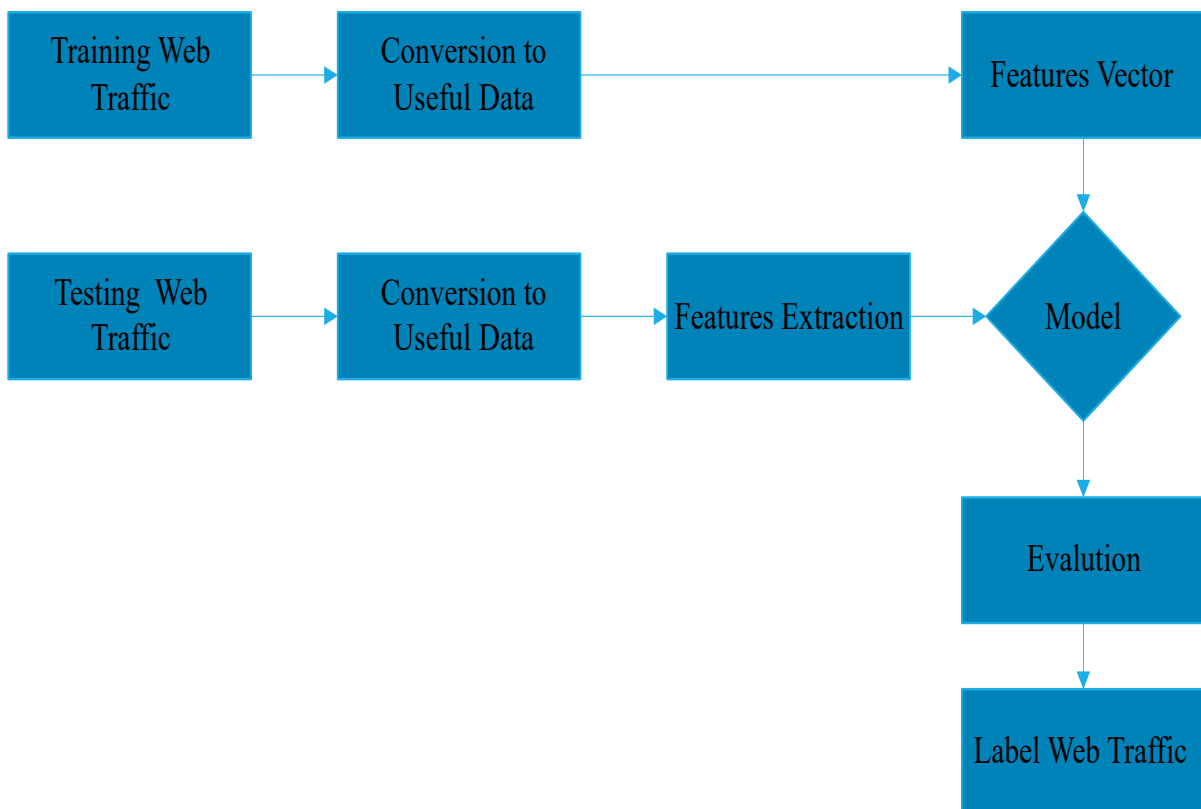 Training Web
Traffic
Conversion to
Useful Data
Features Vector
Testing Web
Traffic
Conversion to
Useful Data
Features Extraction
Model
Evalution
Label Web Traffic